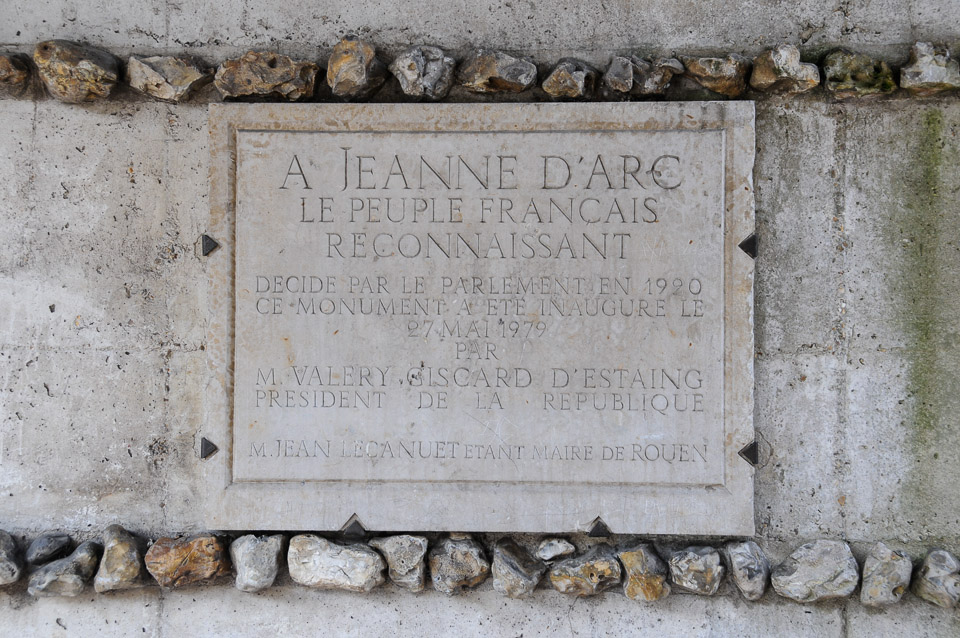 A JEANNE D'ARC
LE PEUPLE FRANÇAIS
RECONNAISSANT
DECIDE PAR LE PARLEMENT EN 1920
CE MONUMENT A ETE INAUGURE LE
27 MAI 1979
PAR
M. VALERY GISCARD D'ESTAING
PRESIDENT DE LA REPUBLIQUE
M. JEAN LECANUET ETANT MAIRE DE ROUEN